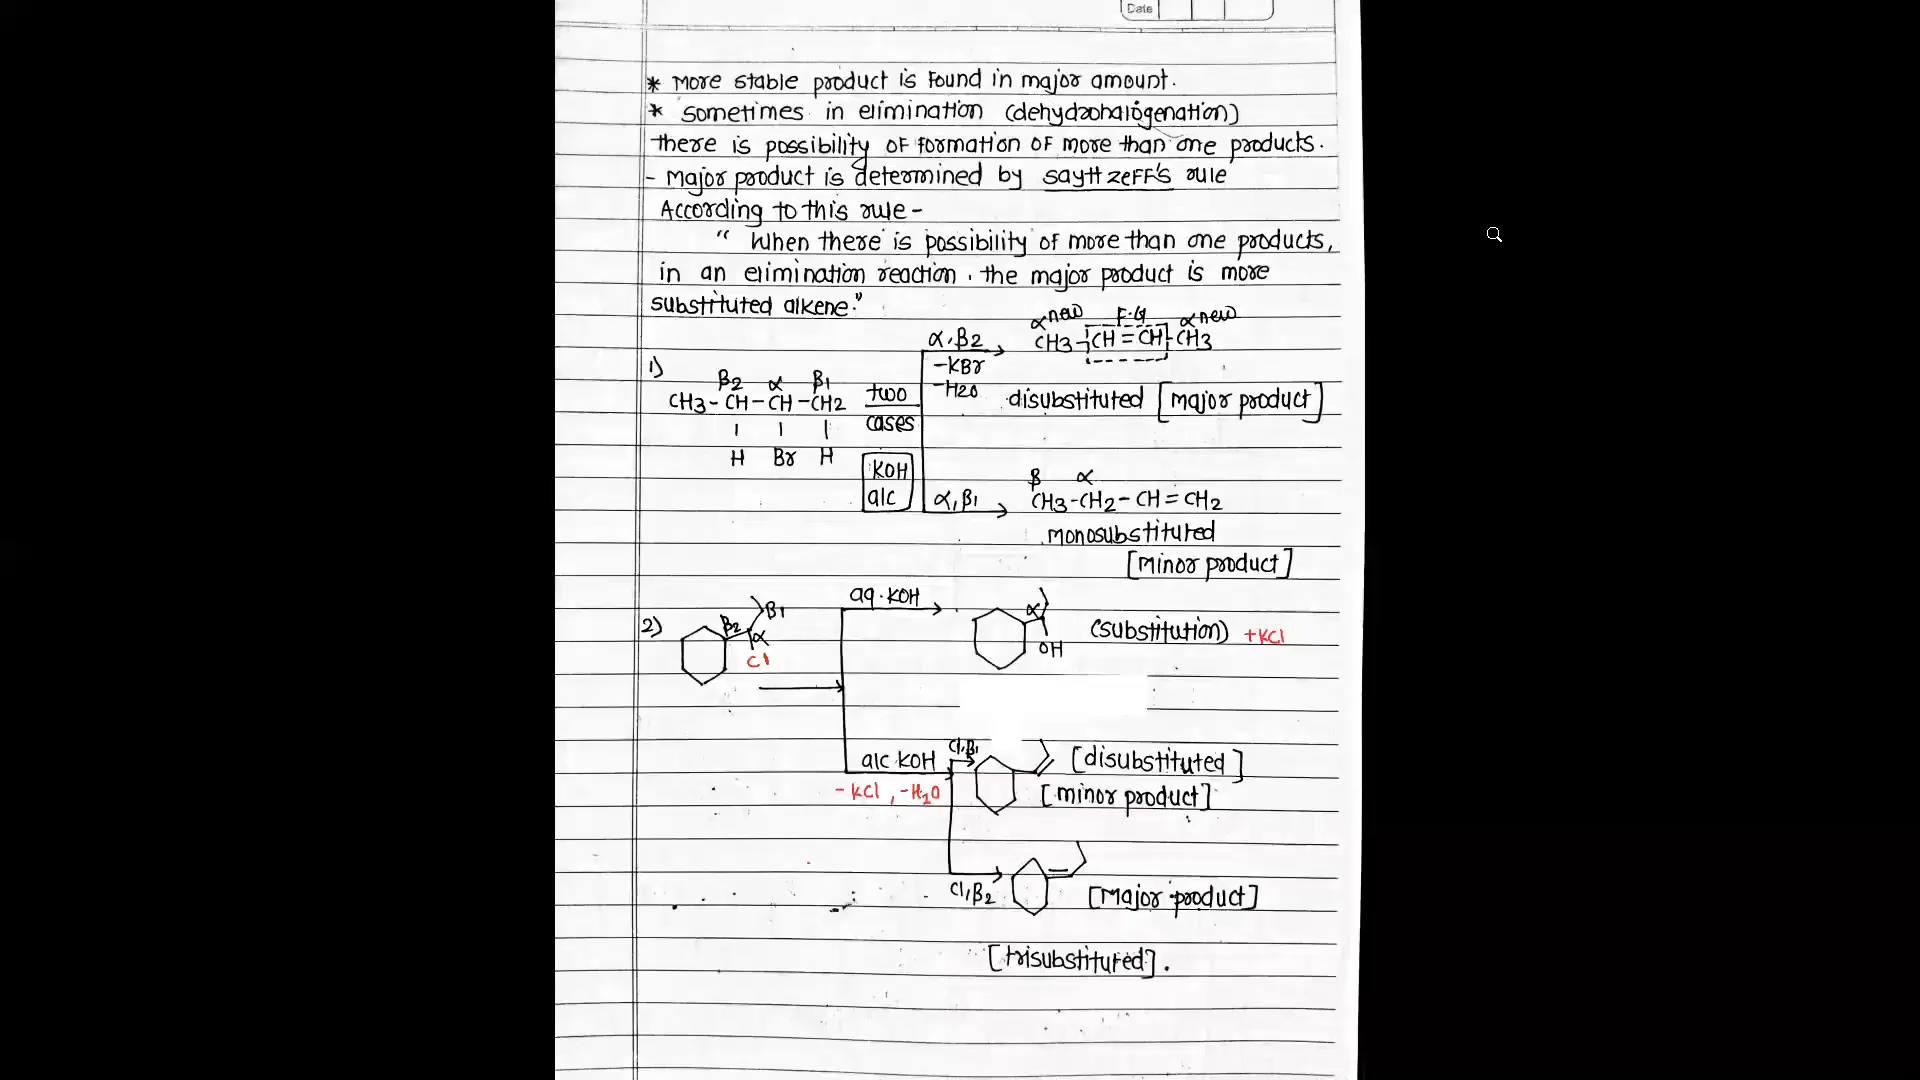 Date
* More stable product is found in major amount.
* sometimes in elimination (dehydrohalogenation)
there is possibility of formation of more than one products.
- Major product is determined by saytt zeff's rule
According to this rule -
" When there is possibility of more than one products,
in an elimination reaction. the major product is more
substituted alkene."
α new F.G α new
α, β2 CH3-CH=CH-CH3
1) -KBr
β2 α β1 two -H2O disubstituted [Major product]
CH3-CH-CH-CH2 cases
H Br H KOH β α
alc α, β1 CH3-CH2-CH=CH2
monosubstituted
[minor product]
aq. KOH
2) β2 β1 α α (substitution) +KCl
Cl OH
alc KOH Cl, β1 [disubstituted]
-KCl, -H2O [minor product]
Cl, β2 [Major product]
[trisubstituted].